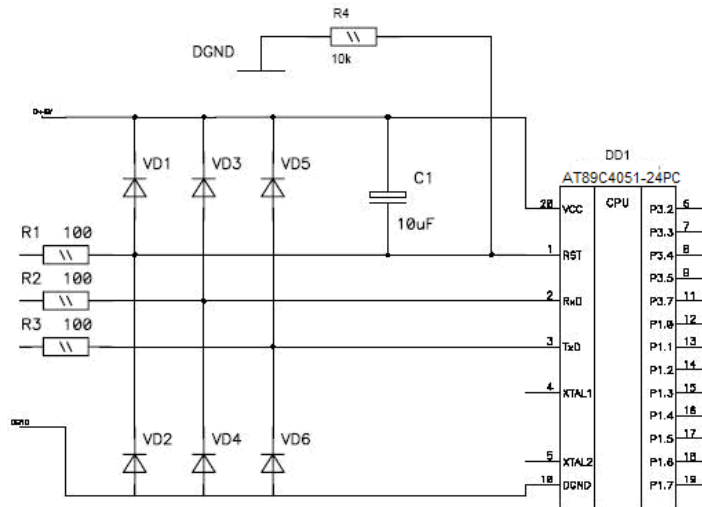 R4
DGND
10k
VD1
VD3
VD5
C1
10uF
DD1
AT89C4051-24PC
CPU
20
VCC
P3.2
6
P3.3
7
R1 100
1
RST
P3.4
8
P3.5
9
R2 100
2
RxD
P3.7
11
P1.0
12
R3 100
3
TxD
P1.1
13
P1.2
14
4
XTAL1
P1.3
15
P1.4
16
DGND
VD2
VD4
VD6
P1.5
17
5
XTAL2
P1.6
18
10
DGND
P1.7
19